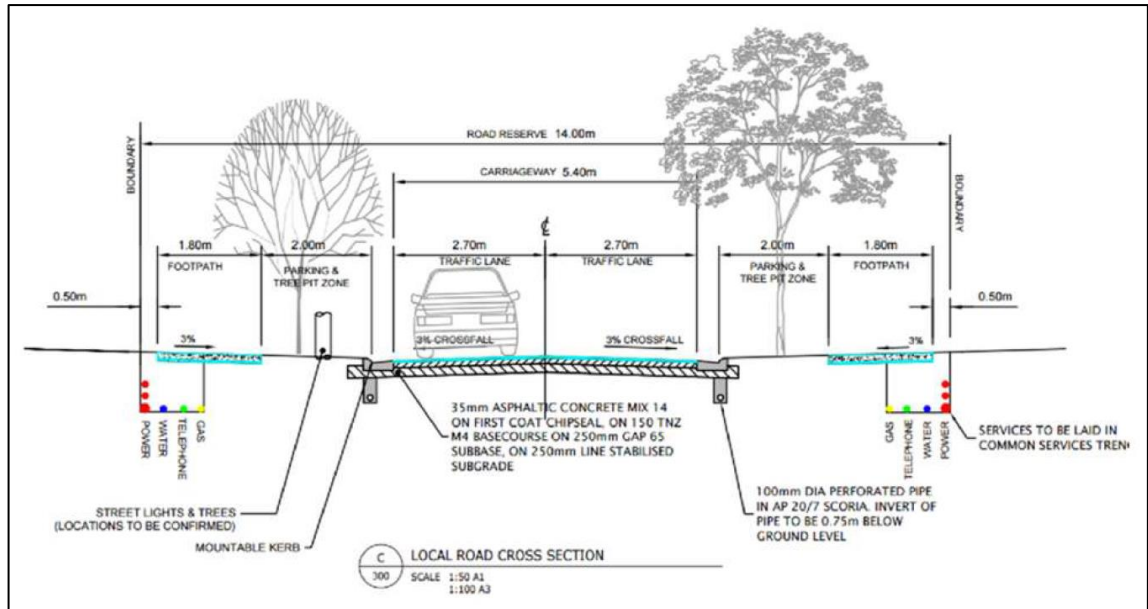 ROAD RESERVE 14.00m
BOUNDARY
BOUNDARY
CARRIAGEWAY 5.40m
℄
1.80m
FOOTPATH
2.00m
PARKING &
TREE PIT ZONE
2.70m
TRAFFIC LANE
2.70m
TRAFFIC LANE
2.00m
PARKING &
TREE PIT ZONE
1.80m
FOOTPATH
0.50m
0.50m
3%
3% CROSSFALL
3% CROSSFALL
3%
POWER
WATER
TELEPHONE
GAS
35mm ASPHALTIC CONCRETE MIX 14
ON FIRST COAT CHIPSEAL, ON 150 TNZ
M4 BASECOURSE ON 250mm GAP 65
SUBBASE, ON 250mm LINE STABILISED
SUBGRADE
GAS
TELEPHONE
WATER
POWER
SERVICES TO BE LAID IN
COMMON SERVICES TREN
STREET LIGHTS & TREES
(LOCATIONS TO BE CONFIRMED)
MOUNTABLE KERB
100mm DIA PERFORATED PIPE
IN AP 20/7 SCORIA. INVERT OF
PIPE TO BE 0.75m BELOW
GROUND LEVEL
C
300
LOCAL ROAD CROSS SECTION
SCALE 1:50 A1
1:100 A3